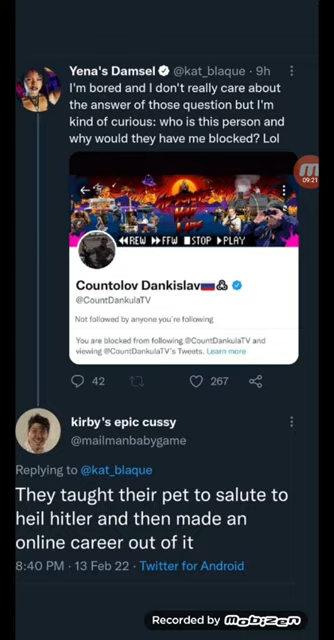 Yena's Damsel @kat_blaque · 9h
I'm bored and I don't really care about
the answer of those question but I'm
kind of curious: who is this person and
why would they have me blocked? Lol
09:21
◀◀REW ▶▶FFW ■STOP ▶PLAY
Countolov Dankislav
@CountDankulaTV
Not followed by anyone you're following
You are blocked from following @CountDankulaTV and
viewing @CountDankulaTV's Tweets. Learn more
42
267
kirby's epic cussy
@mailmanbabygame
Replying to @kat_blaque
They taught their pet to salute to
heil hitler and then made an
online career out of it
8:40 PM · 13 Feb 22 · Twitter for Android
Recorded by mobizen